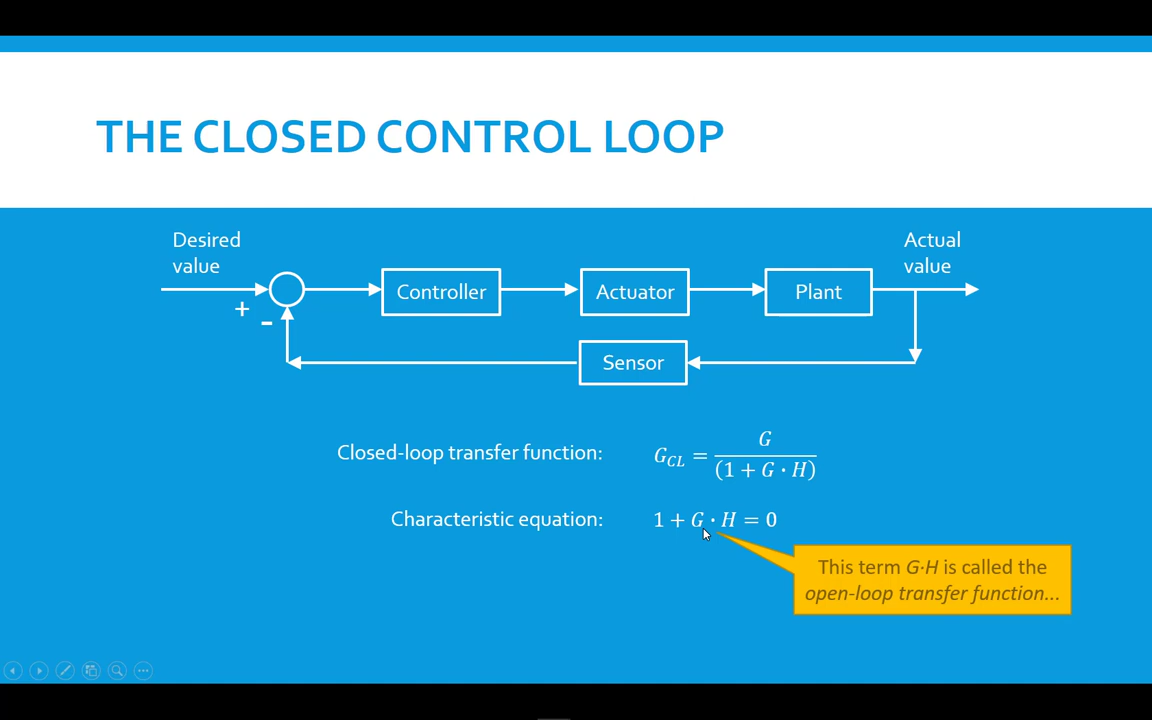 THE CLOSED CONTROL LOOP
Desired
value
Actual
value
+
-
Controller
Actuator
Plant
Sensor
Closed-loop transfer function: G_CL = G / (1 + G · H)
Characteristic equation: 1 + G · H = 0
This term G·H is called the
open-loop transfer function...